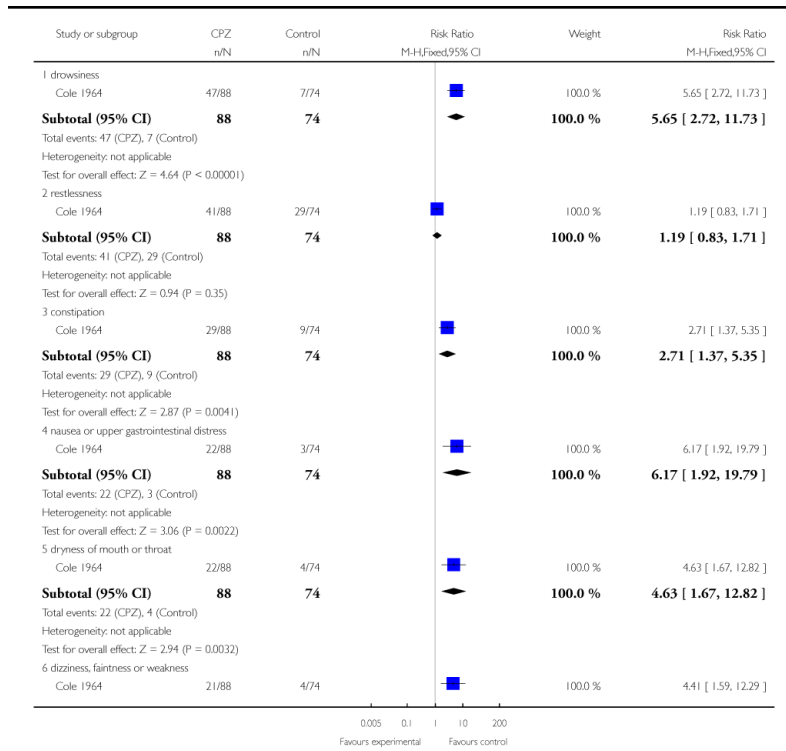 Study or subgroup CPZ Control Risk Ratio Weight Risk Ratio
n/N n/N M-H,Fixed,95% CI M-H,Fixed,95% CI
1 drowsiness
Cole 1964 47/88 7/74 100.0 % 5.65 [ 2.72, 11.73 ]
Subtotal (95% CI) 88 74 100.0 % 5.65 [ 2.72, 11.73 ]
Total events: 47 (CPZ), 7 (Control)
Heterogeneity: not applicable
Test for overall effect: Z = 4.64 (P < 0.00001)
2 restlessness
Cole 1964 41/88 29/74 100.0 % 1.19 [ 0.83, 1.71 ]
Subtotal (95% CI) 88 74 100.0 % 1.19 [ 0.83, 1.71 ]
Total events: 41 (CPZ), 29 (Control)
Heterogeneity: not applicable
Test for overall effect: Z = 0.94 (P = 0.35)
3 constipation
Cole 1964 29/88 9/74 100.0 % 2.71 [ 1.37, 5.35 ]
Subtotal (95% CI) 88 74 100.0 % 2.71 [ 1.37, 5.35 ]
Total events: 29 (CPZ), 9 (Control)
Heterogeneity: not applicable
Test for overall effect: Z = 2.87 (P = 0.0041)
4 nausea or upper gastrointestinal distress
Cole 1964 22/88 3/74 100.0 % 6.17 [ 1.92, 19.79 ]
Subtotal (95% CI) 88 74 100.0 % 6.17 [ 1.92, 19.79 ]
Total events: 22 (CPZ), 3 (Control)
Heterogeneity: not applicable
Test for overall effect: Z = 3.06 (P = 0.0022)
5 dryness of mouth or throat
Cole 1964 22/88 4/74 100.0 % 4.63 [ 1.67, 12.82 ]
Subtotal (95% CI) 88 74 100.0 % 4.63 [ 1.67, 12.82 ]
Total events: 22 (CPZ), 4 (Control)
Heterogeneity: not applicable
Test for overall effect: Z = 2.94 (P = 0.0032)
6 dizziness, faintness or weakness
Cole 1964 21/88 4/74 100.0 % 4.41 [ 1.59, 12.29 ]
0.005 0.1 1 10 200
Favours experimental Favours control